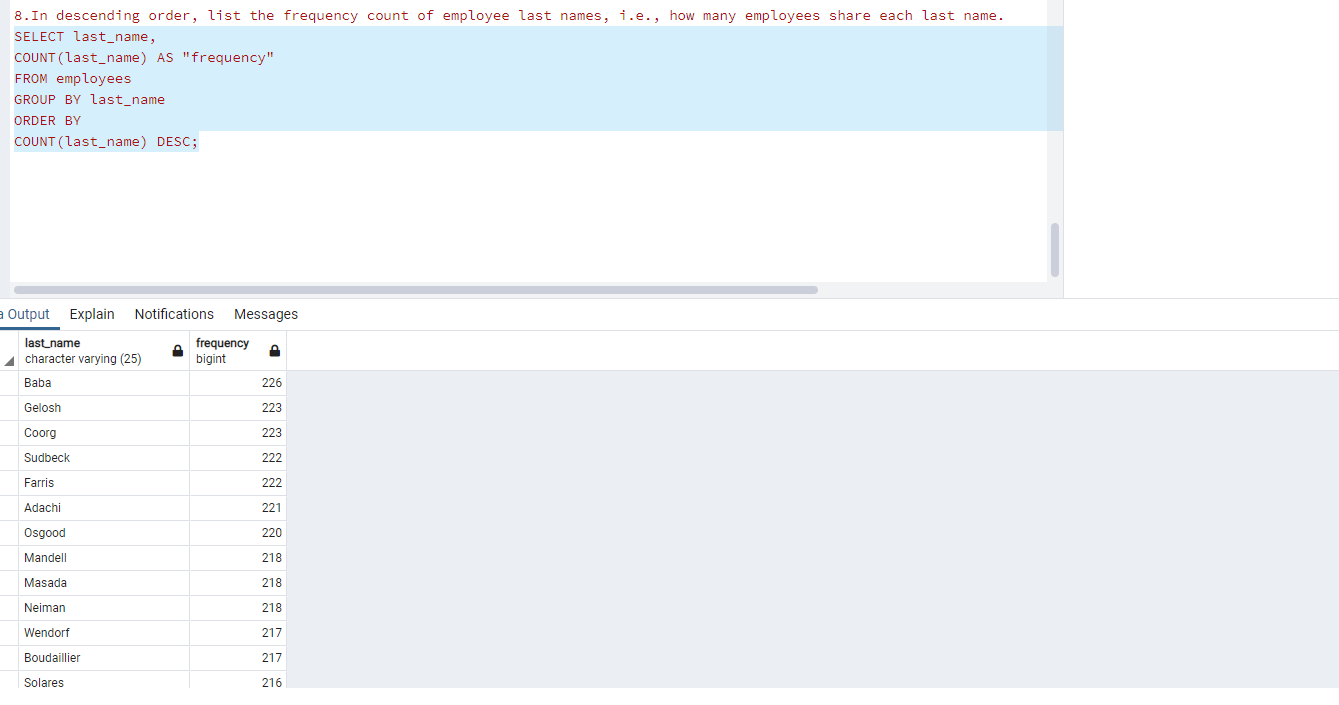 8.In descending order, list the frequency count of employee last names, i.e., how many employees share each last name.
SELECT last_name,
COUNT(last_name) AS "frequency"
FROM employees
GROUP BY last_name
ORDER BY
COUNT(last_name) DESC;
a Output Explain Notifications Messages
last_name frequency
character varying (25) bigint
Baba 226
Gelosh 223
Coorg 223
Sudbeck 222
Farris 222
Adachi 221
Osgood 220
Mandell 218
Masada 218
Neiman 218
Wendorf 217
Boudaillier 217
Solares 216